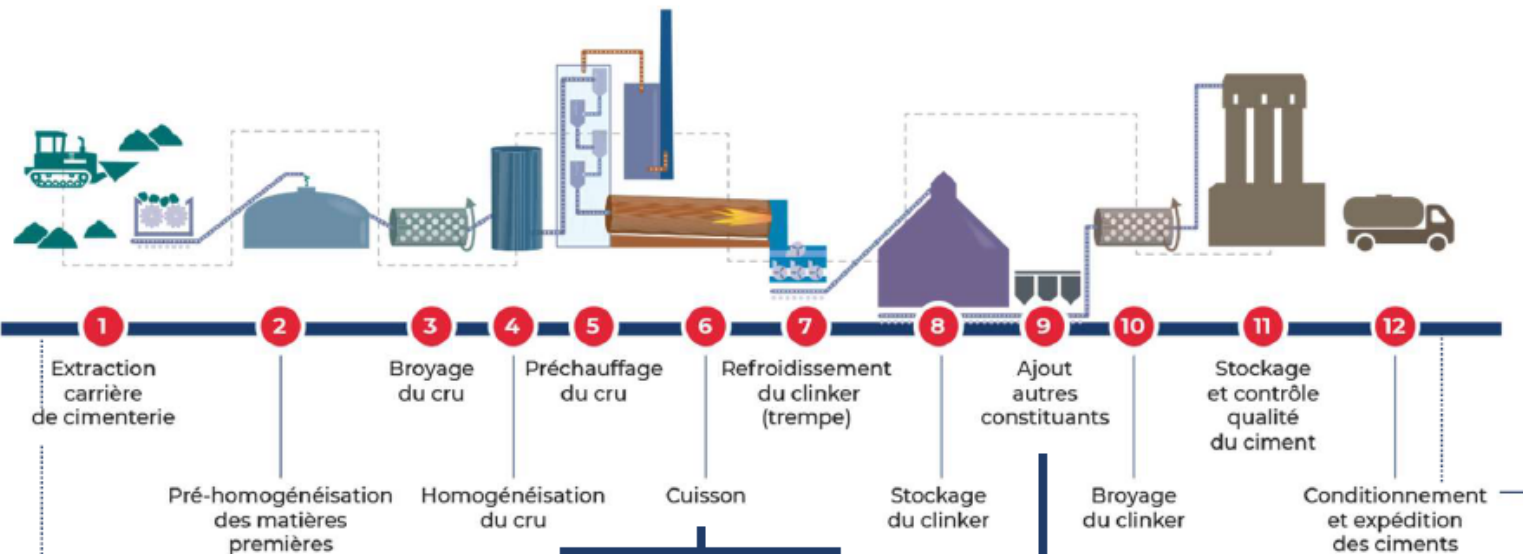 1
2
3
4
5
6
7
8
9
10
11
12
Extraction
carrière
de cimenterie
Pré-homogénéisation
des matières
premières
Broyage
du cru
Homogénéisation
du cru
Préchauffage
du cru
Cuisson
Refroidissement
du clinker
(trempe)
Stockage
du clinker
Ajout
autres
constituants
Broyage
du clinker
Stockage
et contrôle
qualité
du ciment
Conditionnement
et expédition
des ciments